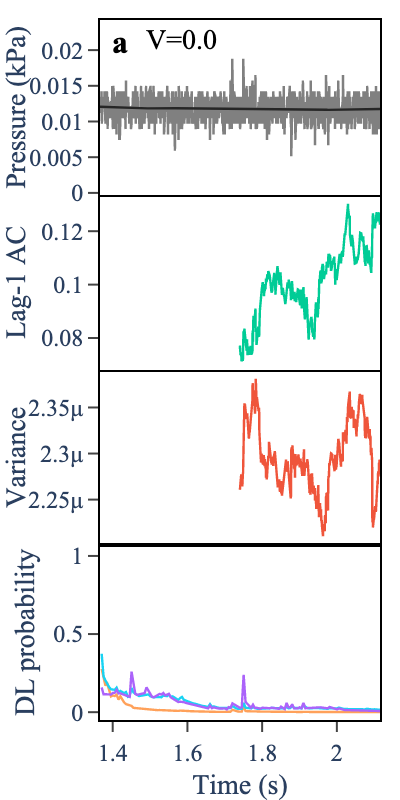 a V=0.0
Pressure (kPa)
0.02
0.015
0.01
0.005
0
Lag-1 AC
0.12
0.1
0.08
Variance
2.35μ
2.3μ
2.25μ
DL probability
1
0.5
0
1.4 1.6 1.8 2
Time (s)